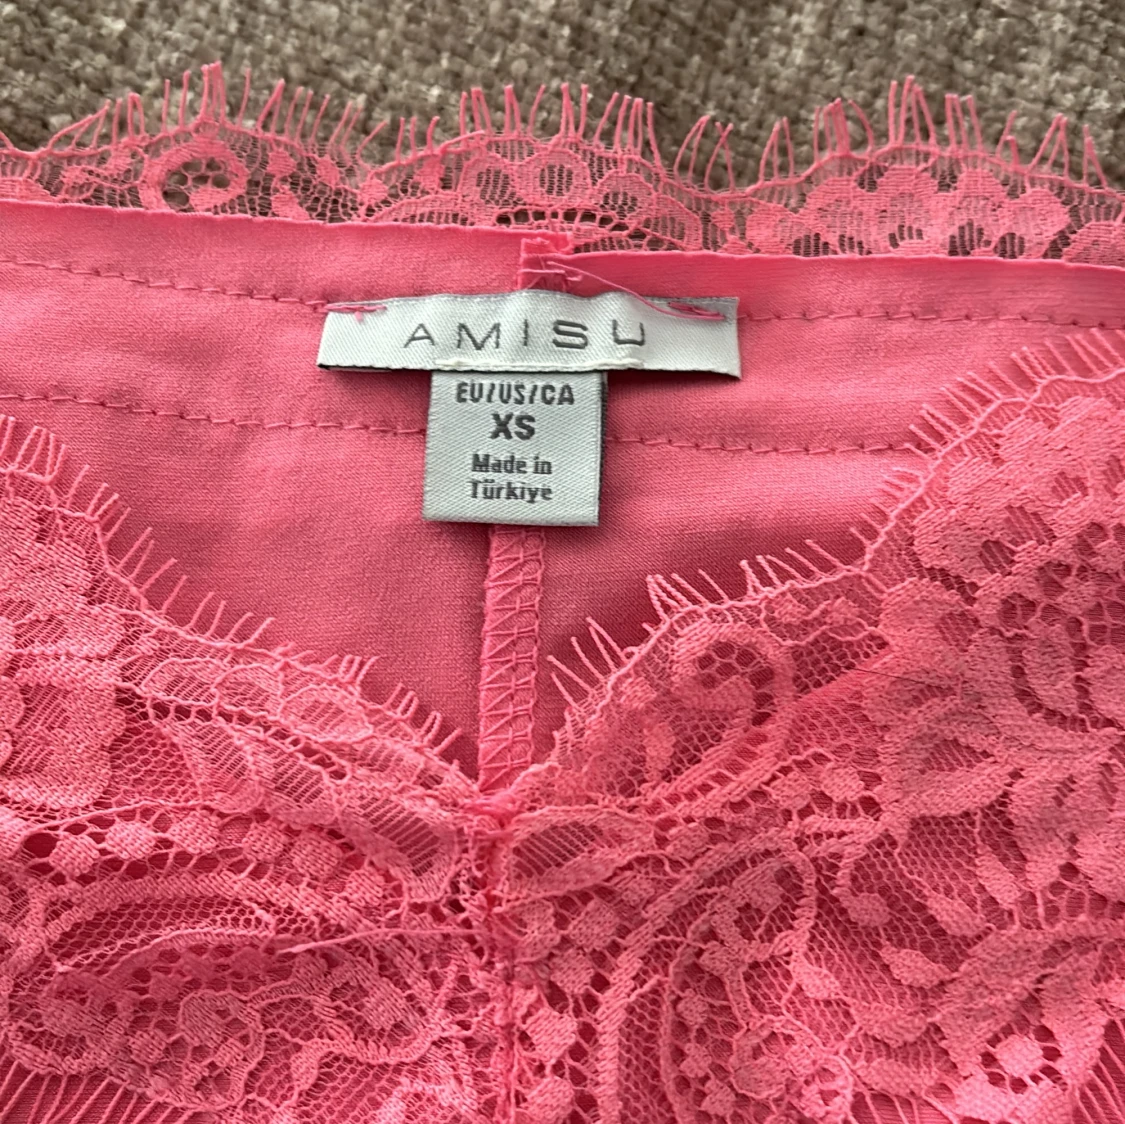 AMISU
EU/US/CA
XS
Made in
Türkiye